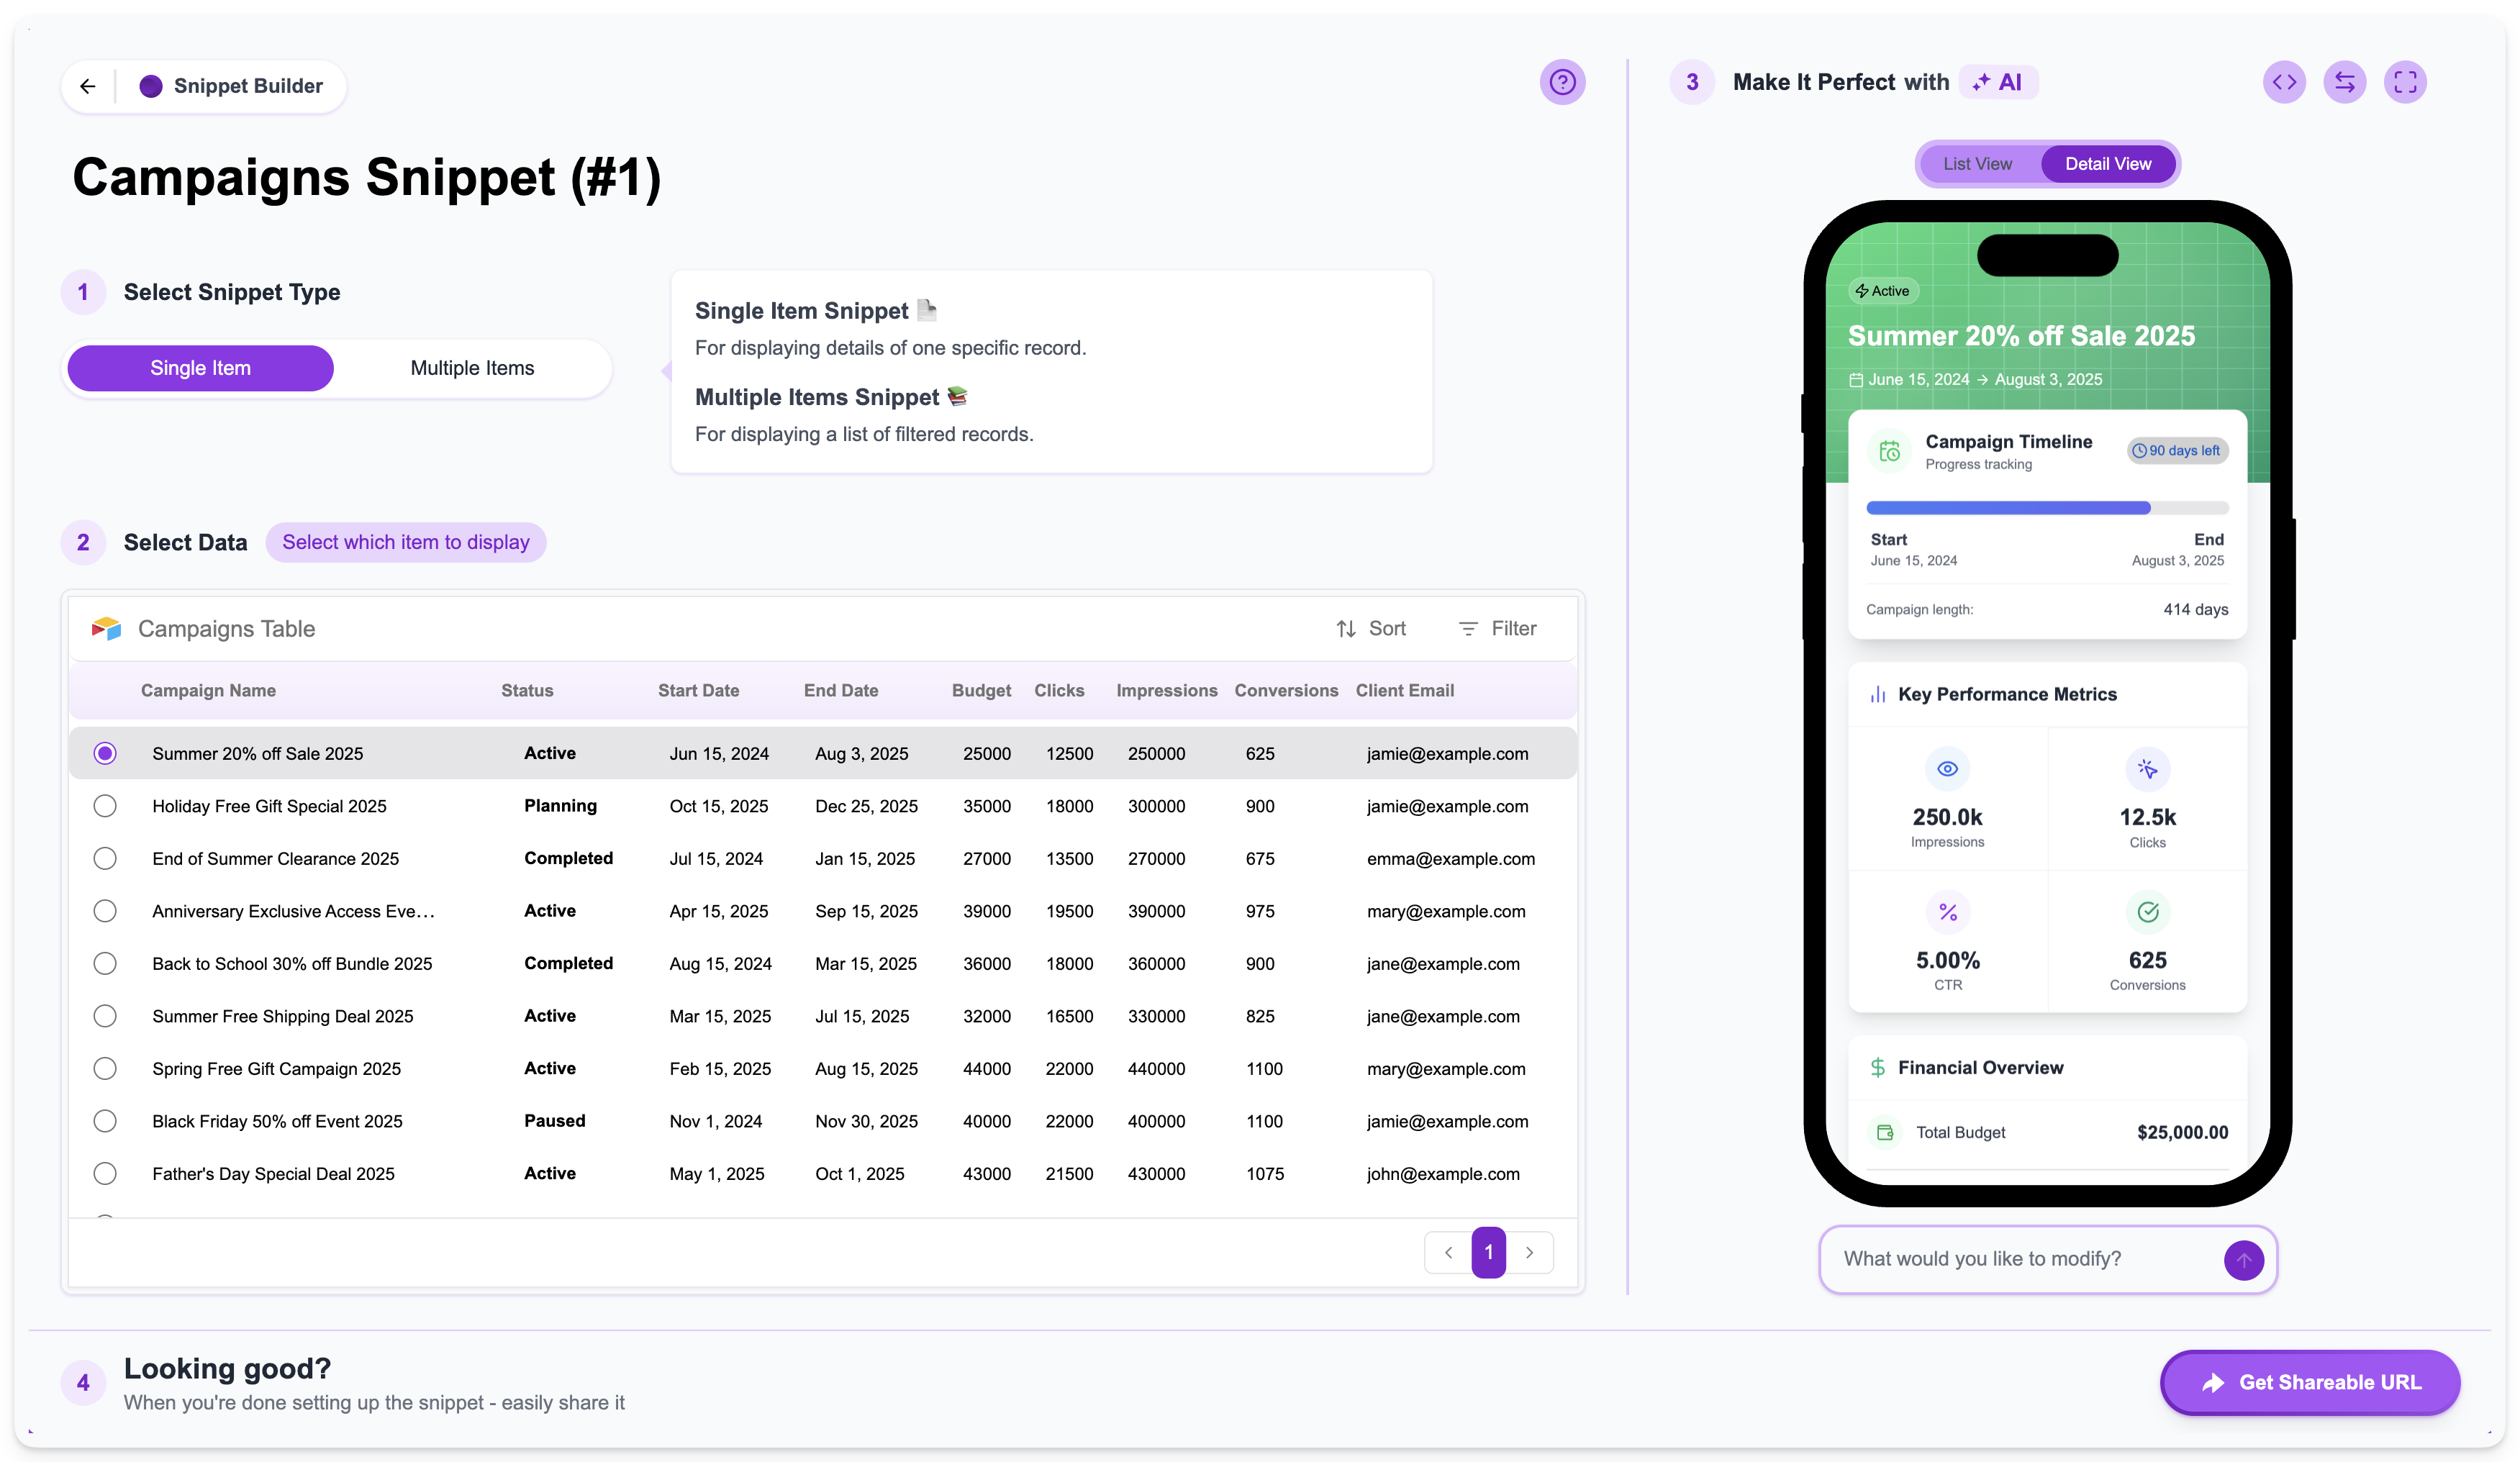 Snippet Builder
Campaigns Snippet (#1)
1 Select Snippet Type
Single Item Multiple Items
Single Item Snippet
For displaying details of one specific record.
Multiple Items Snippet
For displaying a list of filtered records.
2 Select Data Select which item to display
Campaigns Table Sort Filter
Campaign Name Status Start Date End Date Budget Clicks Impressions Conversions Client Email
Summer 20% off Sale 2025 Active Jun 15, 2024 Aug 3, 2025 25000 12500 250000 625 jamie@example.com
Holiday Free Gift Special 2025 Planning Oct 15, 2025 Dec 25, 2025 35000 18000 300000 900 jamie@example.com
End of Summer Clearance 2025 Completed Jul 15, 2024 Jan 15, 2025 27000 13500 270000 675 emma@example.com
Anniversary Exclusive Access Eve... Active Apr 15, 2025 Sep 15, 2025 39000 19500 390000 975 mary@example.com
Back to School 30% off Bundle 2025 Completed Aug 15, 2024 Mar 15, 2025 36000 18000 360000 900 jane@example.com
Summer Free Shipping Deal 2025 Active Mar 15, 2025 Jul 15, 2025 32000 16500 330000 825 jane@example.com
Spring Free Gift Campaign 2025 Active Feb 15, 2025 Aug 15, 2025 44000 22000 440000 1100 mary@example.com
Black Friday 50% off Event 2025 Paused Nov 1, 2024 Nov 30, 2025 40000 22000 400000 1100 jamie@example.com
Father's Day Special Deal 2025 Active May 1, 2025 Oct 1, 2025 43000 21500 430000 1075 john@example.com
1
3 Make It Perfect with AI
List View Detail View
Active
Summer 20% off Sale 2025
June 15, 2024 → August 3, 2025
Campaign Timeline
Progress tracking
90 days left
Start End
June 15, 2024 August 3, 2025
Campaign length: 414 days
Key Performance Metrics
250.0k 12.5k
Impressions Clicks
5.00% 625
CTR Conversions
Financial Overview
Total Budget $25,000.00
What would you like to modify?
4 Looking good?
When you're done setting up the snippet - easily share it
Get Shareable URL